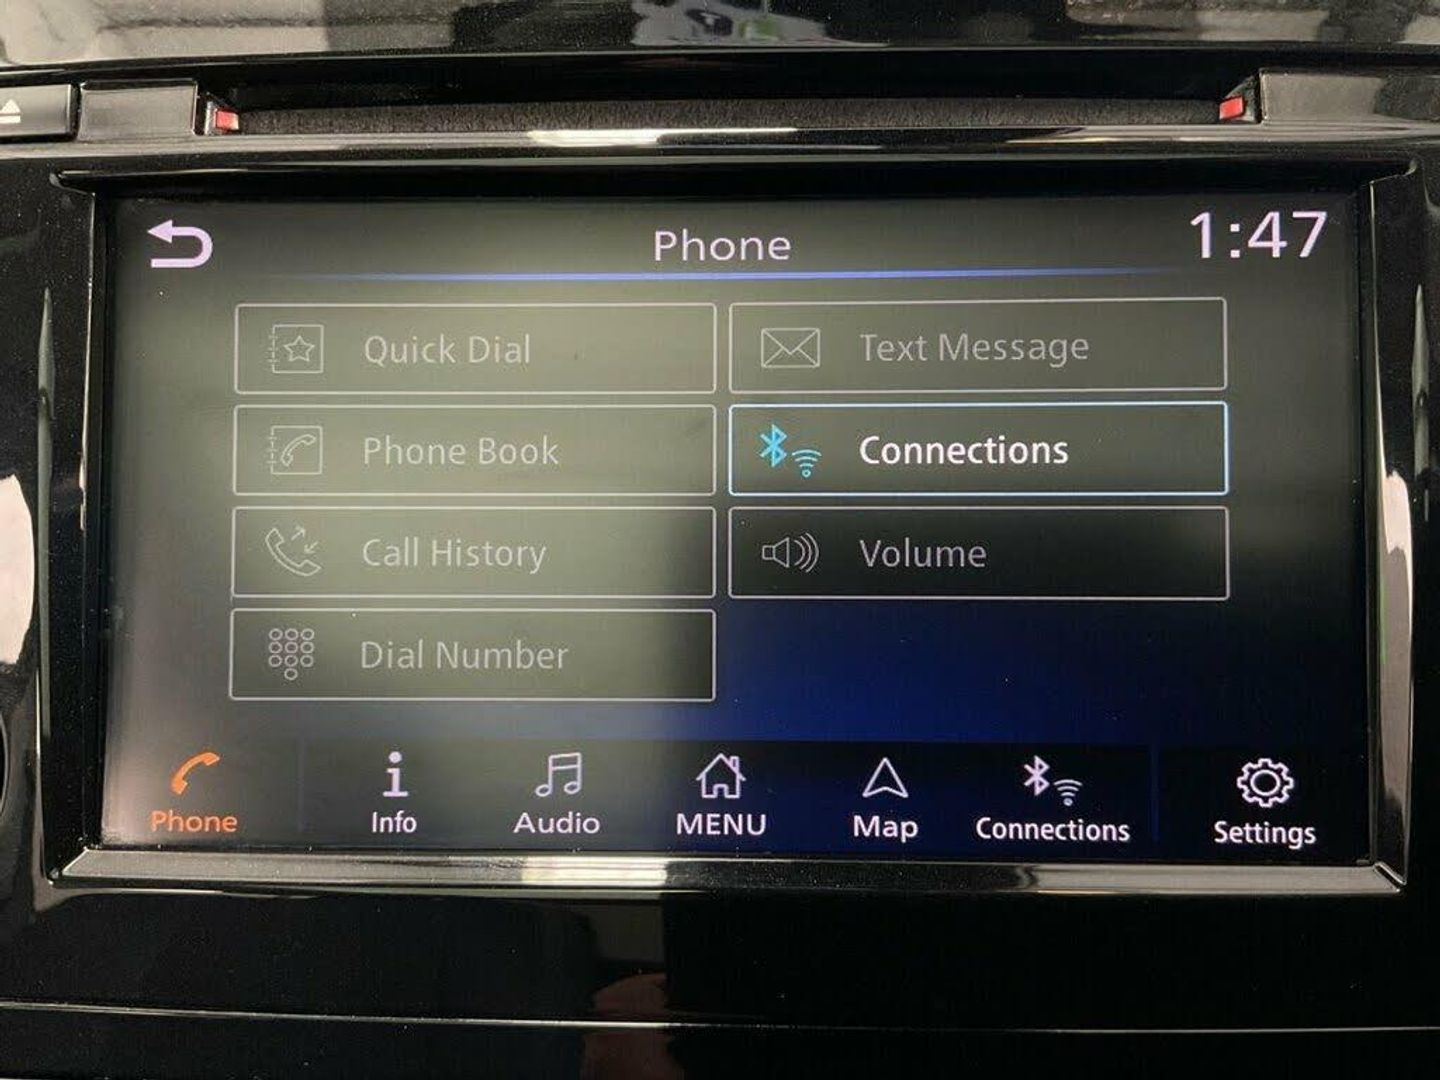 Phone
1:47
Quick Dial
Text Message
Phone Book
Connections
Call History
Volume
Dial Number
Phone
Info
Audio
MENU
Map
Connections
Settings